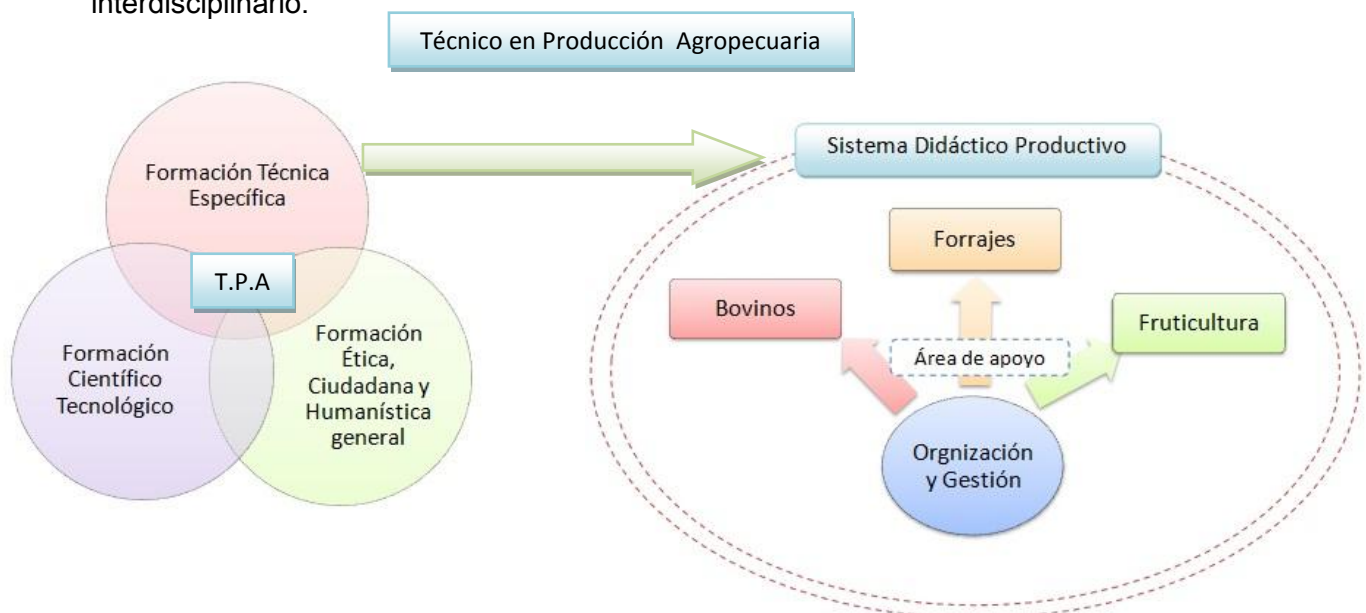 interdisciplinario.
Técnico en Producción Agropecuaria
Formación Técnica
Específica
T.P.A
Formación
Científico
Tecnológico
Formación
Ética,
Ciudadana y
Humanística
general
Sistema Didáctico Productivo
Forrajes
Bovinos
Fruticultura
Área de apoyo
Orgnización
y Gestión